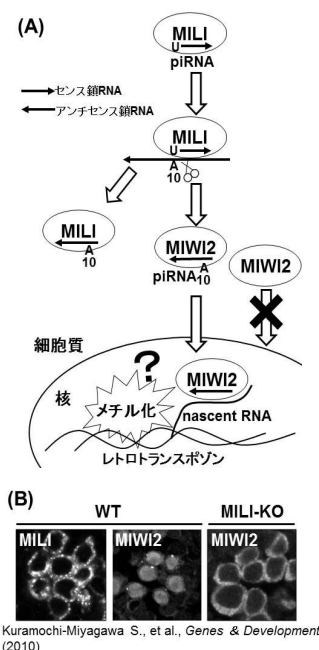 (A)
MILI
U
piRNA
センス鎖RNA
アンチセンス鎖RNA
MILI
U
A
10
MILI
A
10
MIWI2
piRNA A
10
MIWI2
細胞質
?
核
MIWI2
メチル化
nascent RNA
レトロトランスポゾン
(B)
WT MILI-KO
MILI MIWI2 MIWI2
Kuramochi-Miyagawa S., et al., Genes & Development
(2010)